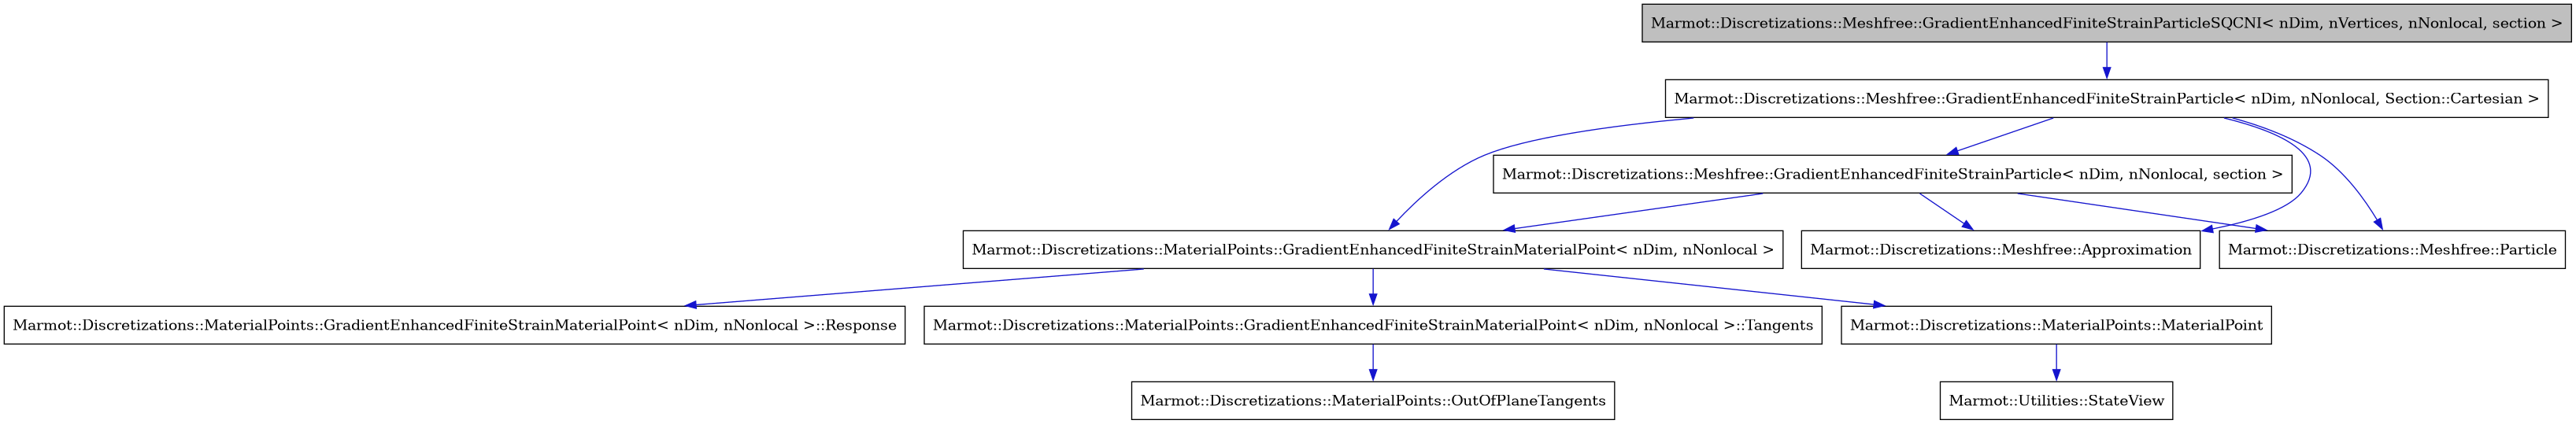 Marmot::Discretizations::Meshfree::GradientEnhancedFiniteStrainParticleSQCNI< nDim, nVertices, nNonlocal, section >
Marmot::Discretizations::Meshfree::GradientEnhancedFiniteStrainParticle< nDim, nNonlocal, Section::Cartesian >
Marmot::Discretizations::Meshfree::GradientEnhancedFiniteStrainParticle< nDim, nNonlocal, section >
Marmot::Discretizations::MaterialPoints::GradientEnhancedFiniteStrainMaterialPoint< nDim, nNonlocal >
Marmot::Discretizations::Meshfree::Approximation
Marmot::Discretizations::Meshfree::Particle
Marmot::Discretizations::MaterialPoints::GradientEnhancedFiniteStrainMaterialPoint< nDim, nNonlocal >::Response
Marmot::Discretizations::MaterialPoints::GradientEnhancedFiniteStrainMaterialPoint< nDim, nNonlocal >::Tangents
Marmot::Discretizations::MaterialPoints::MaterialPoint
Marmot::Discretizations::MaterialPoints::OutOfPlaneTangents
Marmot::Utilities::StateView